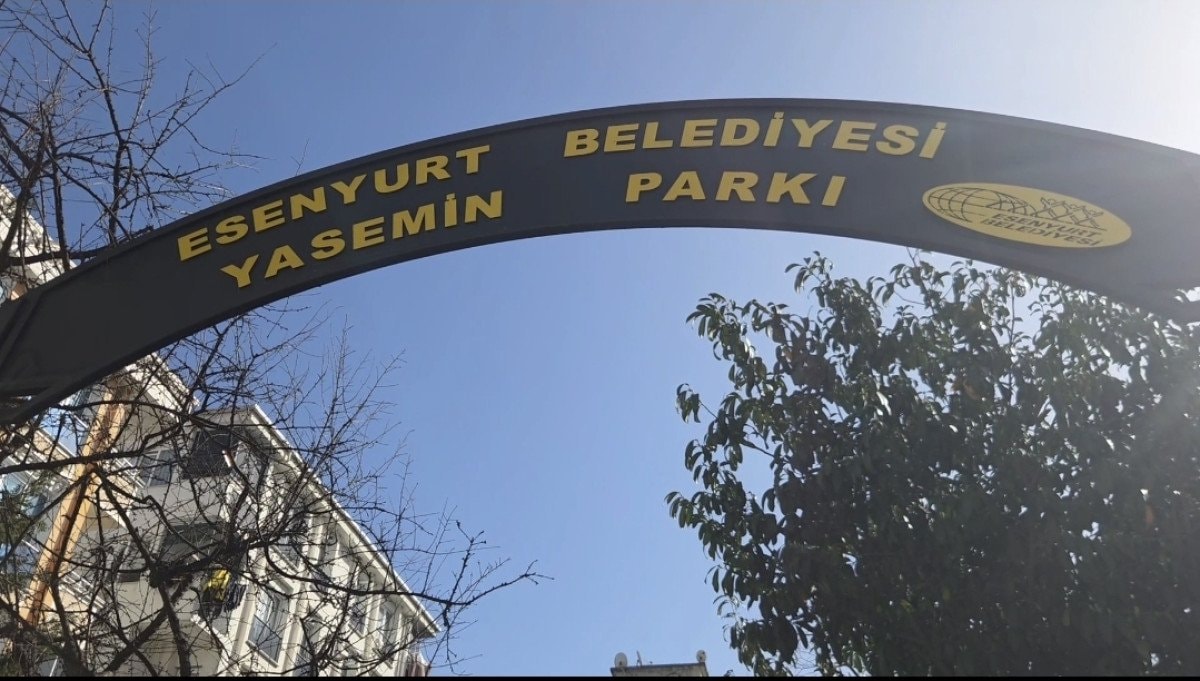 ESENYURT BELEDİYESİ
YASEMİN PARKI
ESENYURT
BELEDİYESİ